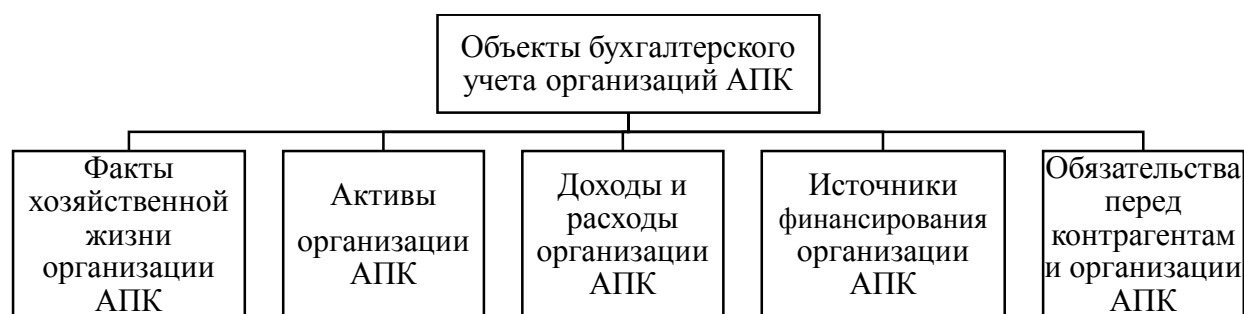 Объекты бухгалтерского
учета организаций АПК
Факты
хозяйственной
жизни
организации
АПК
Активы
организации
АПК
Доходы и
расходы
организации
АПК
Источники
финансирования
организации
АПК
Обязательства
перед
контрагентам
и организации
АПК